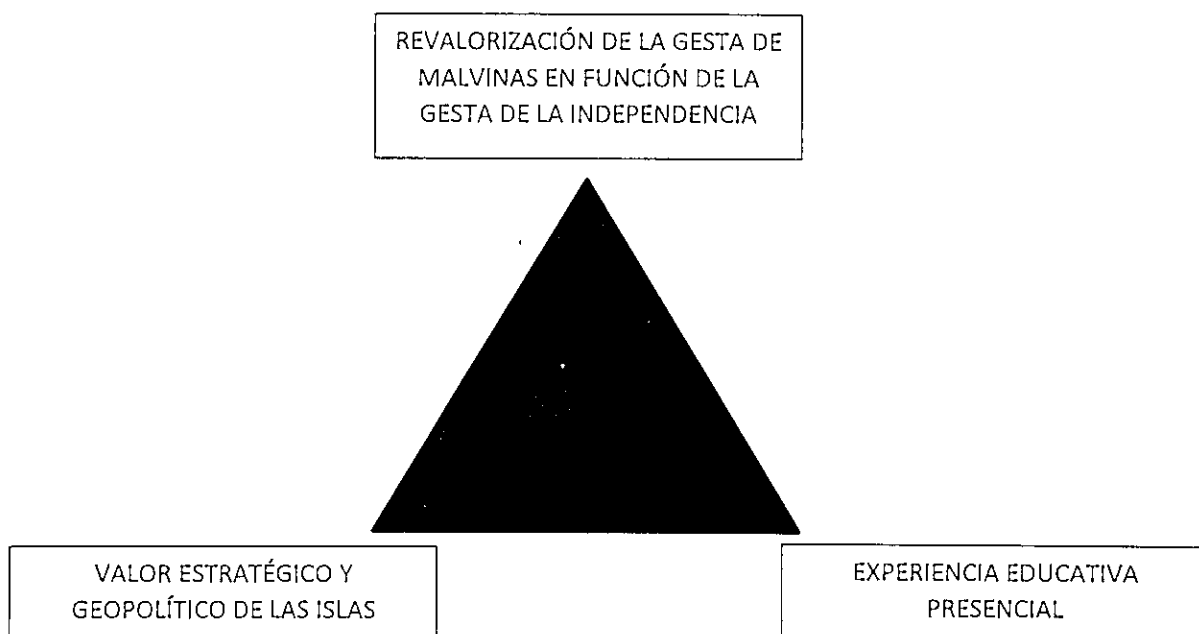 REVALORIZACIÓN DE LA GESTA DE
MALVINAS EN FUNCIÓN DE LA
GESTA DE LA INDEPENDENCIA
VALOR ESTRATÉGICO Y
GEOPOLÍTICO DE LAS ISLAS
EXPERIENCIA EDUCATIVA
PRESENCIAL